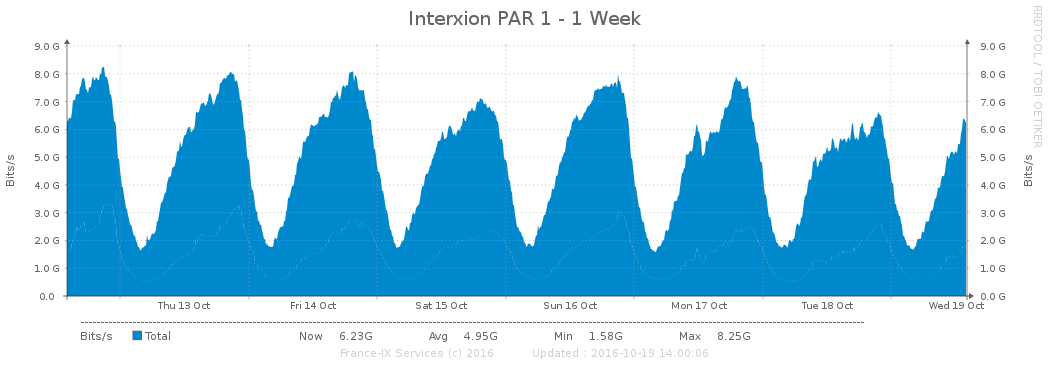 Interxion PAR 1 - 1 Week
RRDTOOL / TOBI OETIKER
Bits/s
9.0 G 9.0 G
8.0 G 8.0 G
7.0 G 7.0 G
6.0 G 6.0 G
5.0 G 5.0 G
4.0 G 4.0 G
3.0 G 3.0 G
2.0 G 2.0 G
1.0 G 1.0 G
0.0 0.0 G
Bits/s
Thu 13 Oct Fri 14 Oct Sat 15 Oct Sun 16 Oct Mon 17 Oct Tue 18 Oct Wed 19 Oct
Bits/s Total Now 6.23G Avg 4.95G Min 1.58G Max 8.25G
France-IX Services (c) 2016 Updated : 2016-10-19 14:00:06